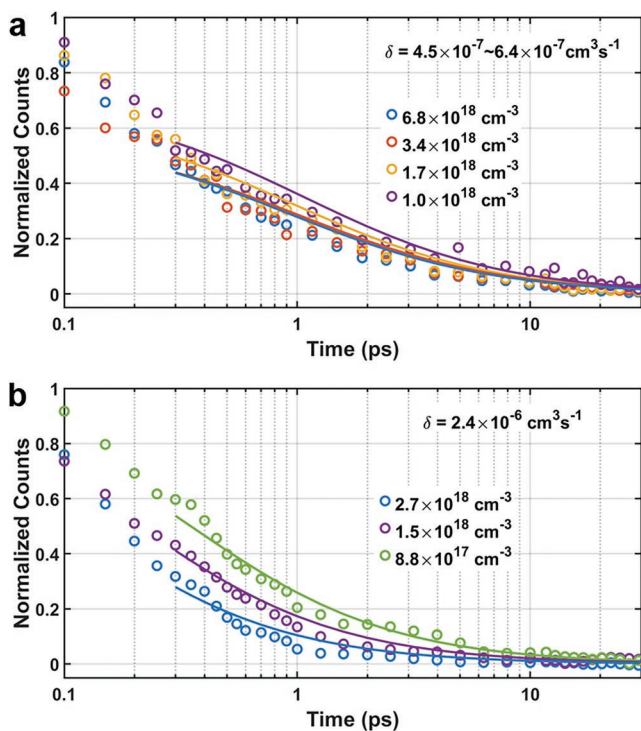 a
Normalized Counts
1
0.8
0.6
0.4
0.2
0
δ = 4.5×10⁻⁷~6.4×10⁻⁷cm³s⁻¹
6.8×10¹⁸ cm⁻³
3.4×10¹⁸ cm⁻³
1.7×10¹⁸ cm⁻³
1.0×10¹⁸ cm⁻³
0.1
1
10
Time (ps)
b
Normalized Counts
1
0.8
0.6
0.4
0.2
0
δ = 2.4×10⁻⁶ cm³s⁻¹
2.7×10¹⁸ cm⁻³
1.5×10¹⁸ cm⁻³
8.8×10¹⁷ cm⁻³
0.1
1
10
Time (ps)